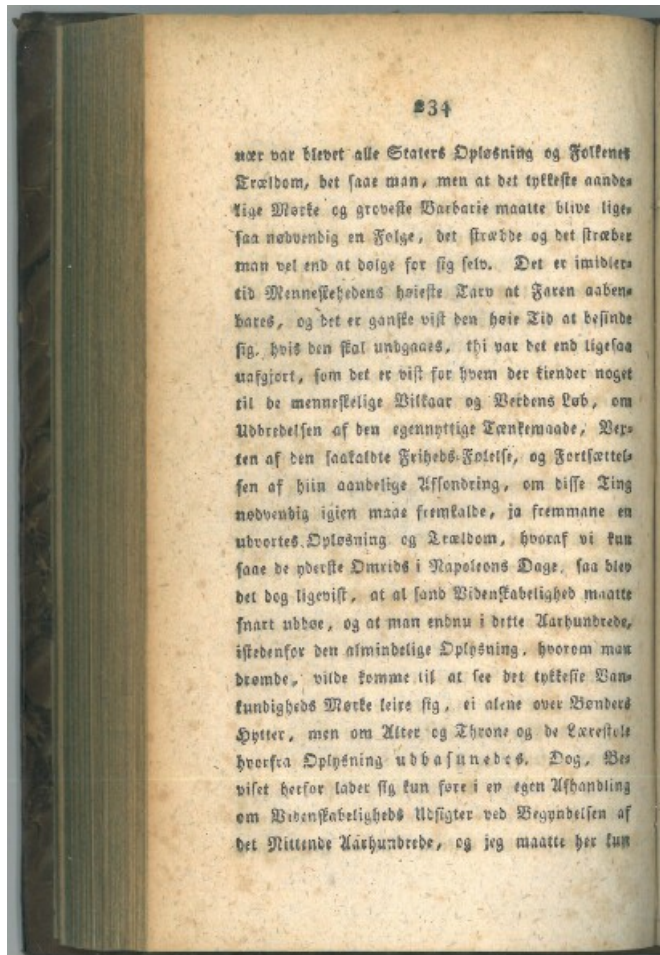 234
nær var blevet alle Staters Opløsning og Folkenes
Trældom, det saae man, men at det tykkeste aande-
lige Mørke og groveste Barbarie maatte blive lige-
saa nødvendig en Følge, det stræbde og det stræber
man vel end at dølge for sig selv. Det er imidler-
tid Menneskehedens høieste Tarv at Faren aaben-
bares, og det er ganske vist den høie Tid at besinde
sig, hvis den skal undgaaes, thi var det end ligesaa
uafgjort, som det er vist for hvem der kiender noget
til de menneskelige Vilkaar og Verdens Løb, om
Udbredelsen af den egennyttige Tænkemaade, Vex-
ten af den saakaldte Friheds-Følelse, og Fortsættel-
sen af hiin aandelige Afsondring, om disse Ting
nødvendig igien maae fremkalde, ja fremmane en
udvortes Opløsning og Trældom, hvoraf vi kun
saae de yderste Omrids i Napoleons Dage, saa blev
det dog ligevist, at al sand Videnskabelighed maatte
snart uddøe, og at man endnu i dette Aarhundrede,
istedenfor den almindelige Oplysning, hvorom man
drømde, vilde komme til at see det tykkeste Van-
kundigheds Mørke leire sig, ei alene over Bønders
Hytter, men om Alter og Throne og de Lærestole
hvorfra Oplysning udbasunedes. Dog, Be-
viset herfor lader sig kun føre i en egen Afhandling
om Videnskabeligheds Udsigter ved Begyndelsen af
det Nittende Aarhundrede, og jeg maatte her kun